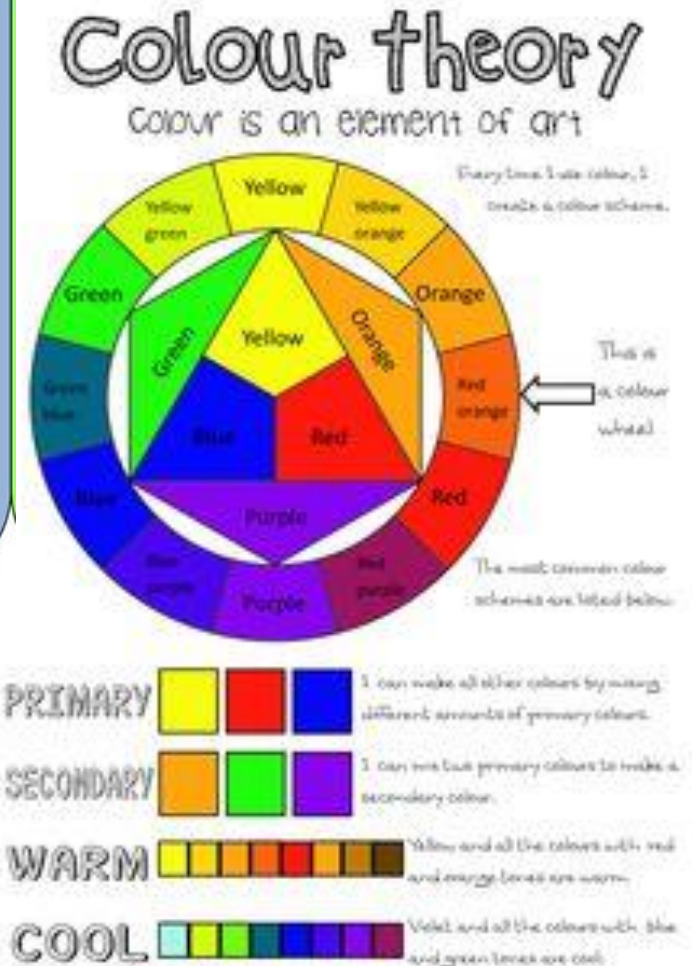 Colour theory
Colour is an element of art
Every time I use colour, I
create a colour scheme.
Yellow
Yellow
green
Yellow
orange
Green
Orange
Green
Yellow
Orange
Green
blue
Red
orange
This is
a colour
wheel
Blue
Red
Blue
Red
Purple
Blue
purple
Red
purple
Purple
The most common colour
schemes are listed below.
PRIMARY
I can make all other colours by mixing
different amounts of primary colours.
SECONDARY
I can mix two primary colours to make a
secondary colour.
WARM
Yellow and all the colours with red
and orange tones are warm.
COOL
Violet and all the colours with blue
and green tones are cool.